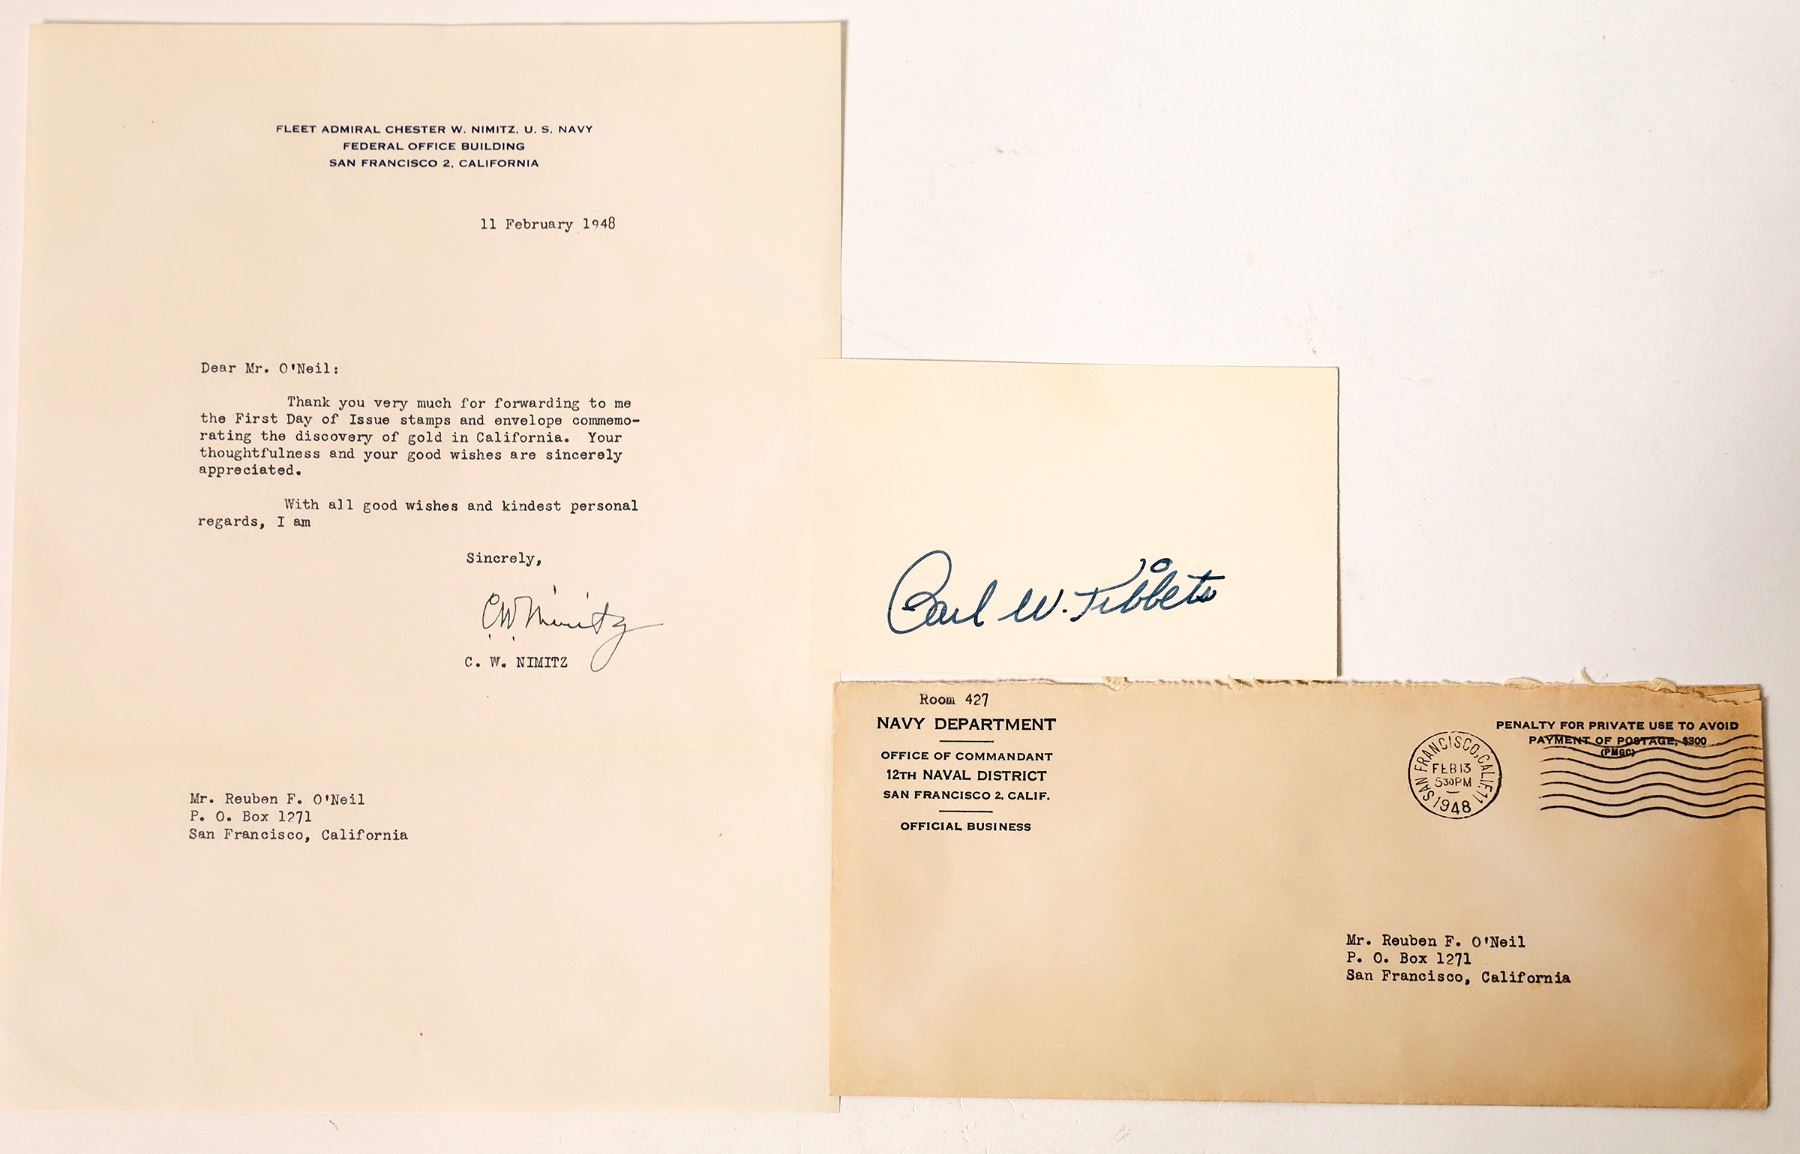 FLEET ADMIRAL CHESTER W. NIMITZ, U. S. NAVY
FEDERAL OFFICE BUILDING
SAN FRANCISCO 2, CALIFORNIA
11 February 1948
Dear Mr. O'Neil:
Thank you very much for forwarding to me
the First Day of Issue stamps and envelope commemo-
rating the discovery of gold in California. Your
thoughtfulness and your good wishes are sincerely
appreciated.
With all good wishes and kindest personal
regards, I am
Sincrely,
C.W. Nimitz
C. W. NIMITZ
Mr. Reuben F. O'Neil
P. O. Box 1271
San Francisco, California
Carl W. Tibbets
Room 427
NAVY DEPARTMENT
OFFICE OF COMMANDANT
12TH NAVAL DISTRICT
SAN FRANCISCO 2, CALIF.
OFFICIAL BUSINESS
SAN FRANCISCO, CALIF. 11
FEB 13
530 PM
1948
PENALTY FOR PRIVATE USE TO AVOID
PAYMENT OF POSTAGE, $300
(PMGC)
Mr. Reuben F. O'Neil
P. O. Box 1271
San Francisco, California